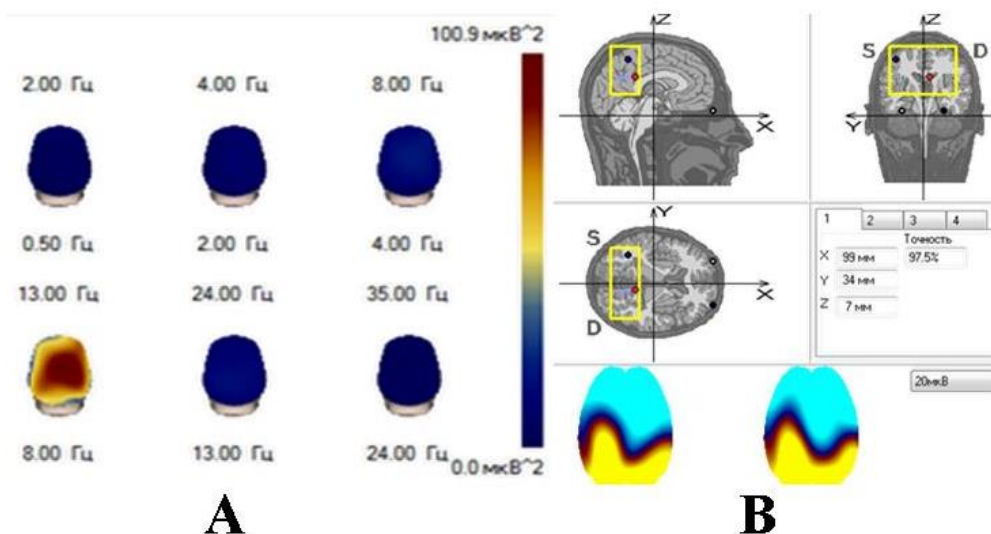 100.9 мкВ^2
2.00 Гц 4.00 Гц 8.00 Гц
0.50 Гц 2.00 Гц 4.00 Гц
13.00 Гц 24.00 Гц 35.00 Гц
8.00 Гц 13.00 Гц 24.00 Гц
0.0 мкВ^2
A
Z
X
Z
S D
Y
Y
S
X
D
1 2 3 4
Точность
X 99 мм 97.5%
Y 34 мм
Z 7 мм
20мкВ
B